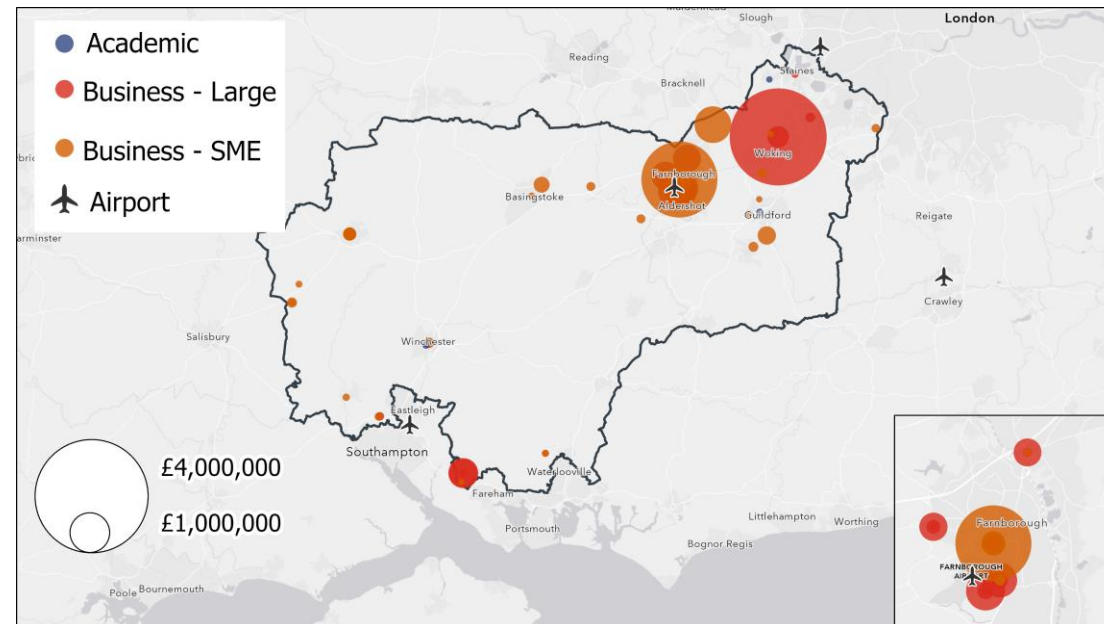 Academic
Business - Large
Business - SME
Airport
£4,000,000
£1,000,000
Slough
London
Reading
Bracknell
Staines
Woking
Farnborough
Aldershot
Basingstoke
Guildford
Reigate
Crawley
Salisbury
Winchester
Eastleigh
Southampton
Waterlooville
Fareham
Portsmouth
Littlehampton
Worthing
Bognor Regis
Poole
Bournemouth
Farnborough
FARNBOROUGH